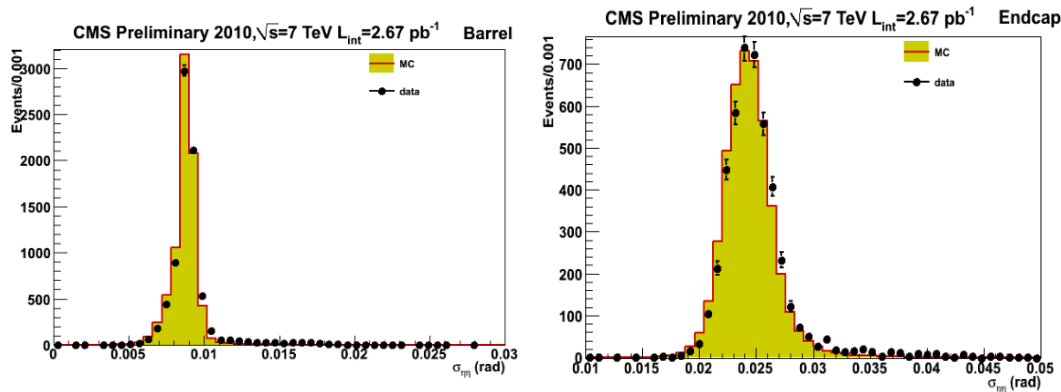 CMS Preliminary 2010,√s=7 TeV L_int=2.67 pb⁻¹ Barrel
Events/0.001
3000
2500
2000
1500
1000
500
0
MC
data
0 0.005 0.01 0.015 0.02 0.025 0.03
σ_ηη (rad)
CMS Preliminary 2010,√s=7 TeV L_int=2.67 pb⁻¹ Endcap
Events/0.001
700
600
500
400
300
200
100
0
MC
data
0.01 0.015 0.02 0.025 0.03 0.035 0.04 0.045 0.05
σ_ηη (rad)